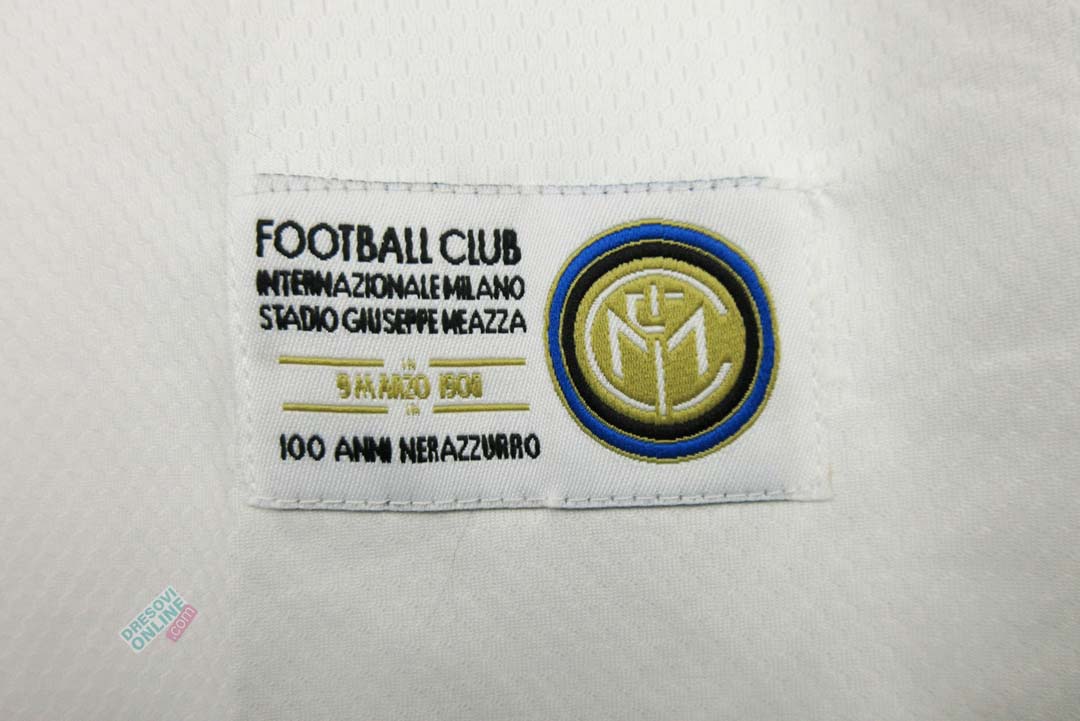 FOOTBALL CLUB
INTERNAZIONALE MILANO
STADIO GIUSEPPE MEAZZA
9 MARZO 1908
100 ANNI NERAZZURRO
DRESOVI
ONLINE
.com